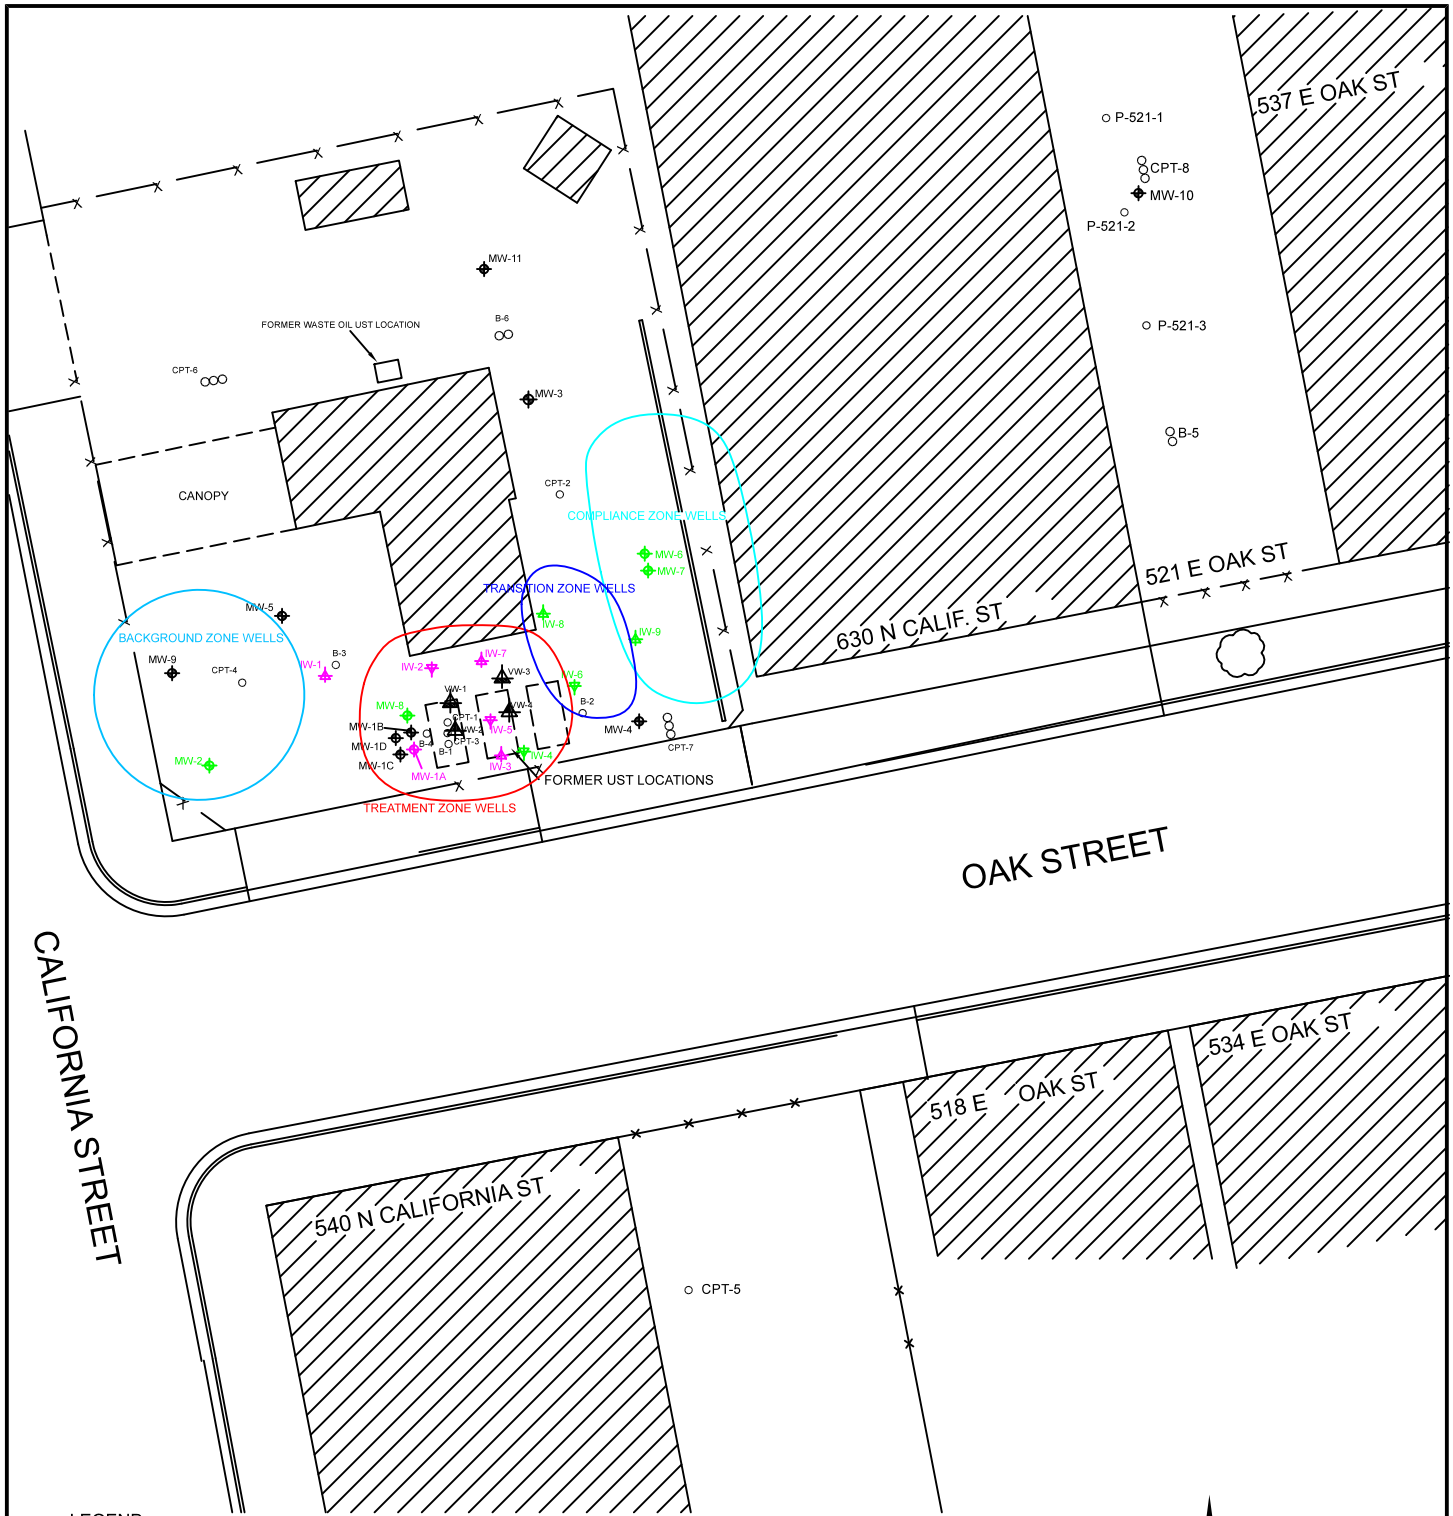 537 E OAK ST
P-521-1
CPT-8
MW-10
P-521-2
MW-11
B-6
FORMER WASTE OIL UST LOCATION
P-521-3
CPT-6
MW-3
B-5
CPT-2
CANOPY
COMPLIANCE ZONE WELLS
MW-6
521 E OAK ST
MW-7
TRANSITION ZONE WELLS
MW-5
IW-8
630 N CALIF. ST
BACKGROUND ZONE WELLS
IW-9
B-3
IW-7
MW-9
CPT-4
IW-1
IW-2
VW-3
IW-6
VW-1
B-2
MW-8
VW-4
CPT-1
MW-1B
VW-2
IW-5
MW-4
MW-1D
B-4
CPT-3
CPT-7
B-1
IW-4
MW-2
MW-1C
IW-3
MW-1A
FORMER UST LOCATIONS
TREATMENT ZONE WELLS
OAK STREET
CALIFORNIA STREET
534 E OAK ST
518 E OAK ST
540 N CALIFORNIA ST
CPT-5